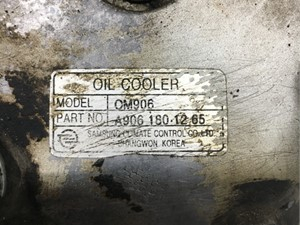 OIL COOLER
MODEL OM906
PART NO. A906 180·12.65
SAMSUNG CLIMATE CONTROL CO.,LTD.
CHANGWON KOREA